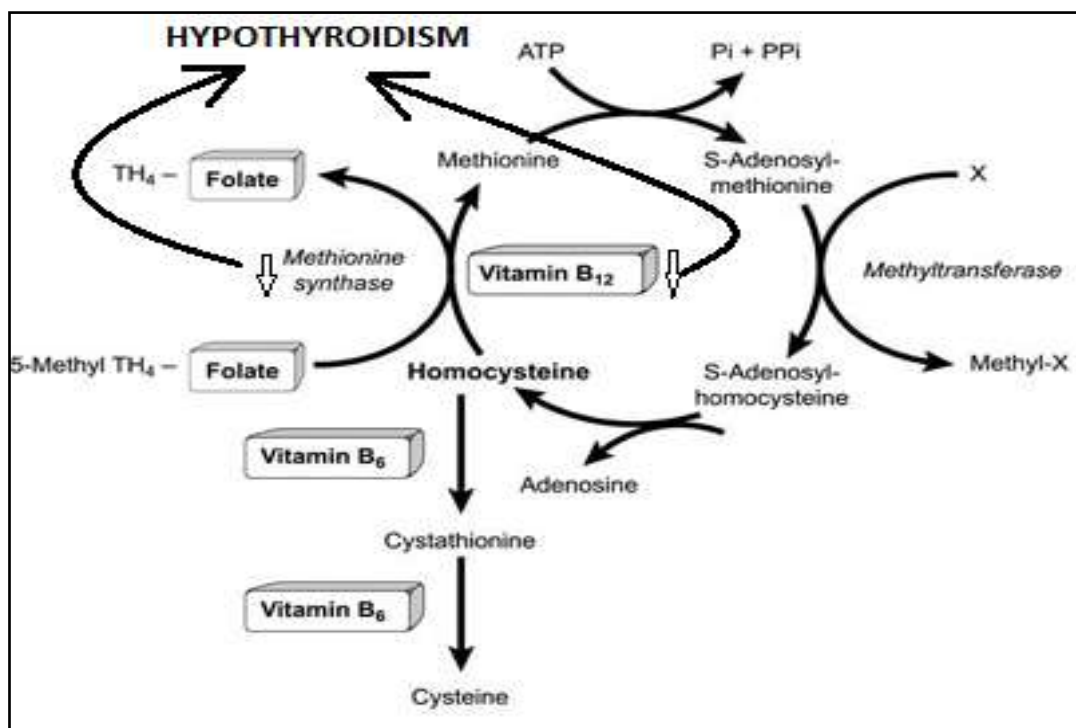 HYPOTHYROIDISM
ATP
Pi + PPi
TH₄ –
Folate
Methionine
S-Adenosyl-
methionine
X
Methionine
synthase
Vitamin B₁₂
Methyltransferase
5-Methyl TH₄ –
Folate
Homocysteine
S-Adenosyl-
homocysteine
Methyl-X
Vitamin B₆
Adenosine
Cystathionine
Vitamin B₆
Cysteine